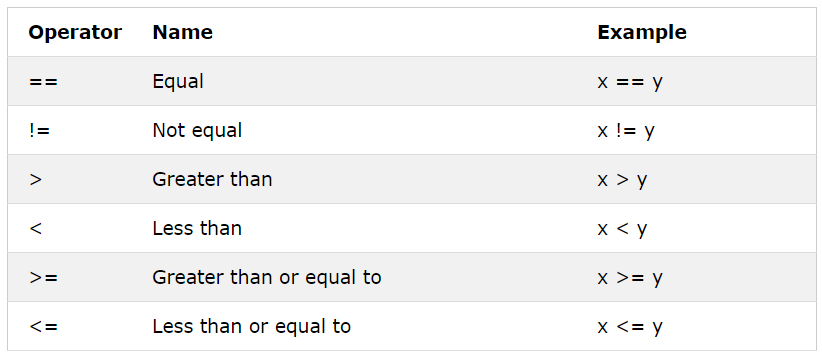 Operator Name Example
== Equal x == y
!= Not equal x != y
> Greater than x > y
< Less than x < y
>= Greater than or equal to x >= y
<= Less than or equal to x <= y